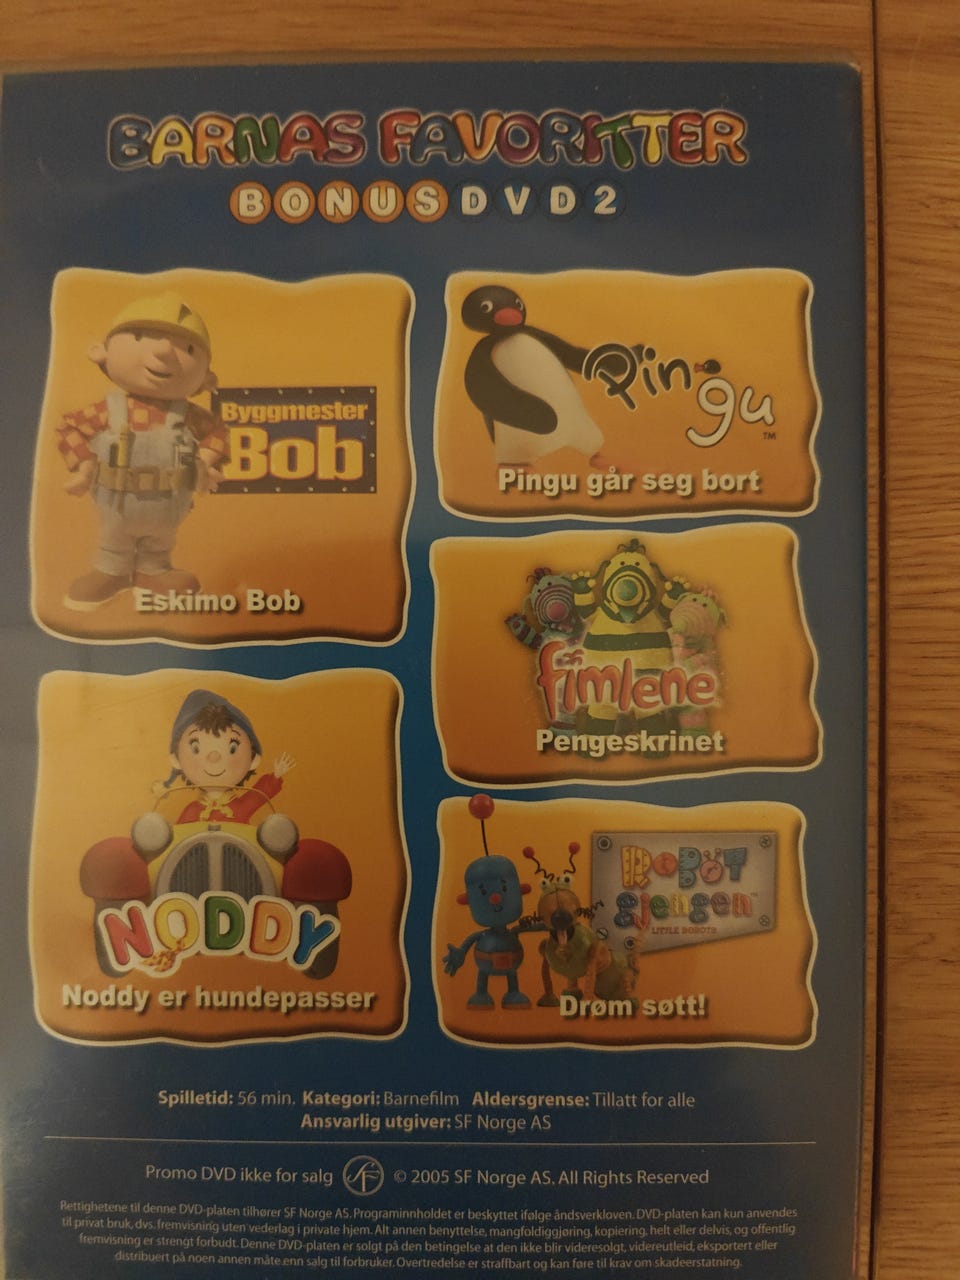 BARNAS FAVORITTER
BONUS DVD 2
Byggmester
Bob
Eskimo Bob
Pingu™
Pingu går seg bort
fimlene
Pengeskrinet
NODDY
Noddy er hundepasser
ROBOT
gjengen™
LITTLE ROBOTS
Drøm søtt!
Spilletid: 56 min. Kategori: Barnefilm Aldersgrense: Tillatt for alle
Ansvarlig utgiver: SF Norge AS
Promo DVD ikke for salg SF © 2005 SF Norge AS. All Rights Reserved
Rettighetene til denne DVD-platen tilhører SF Norge AS. Programinnholdet er beskyttet ifølge åndsverkloven. DVD-platen kan kun anvendes
til privat bruk, dvs. fremvisning uten vederlag i private hjem. Alt annen benyttelse, mangfoldiggjøring, kopiering, helt eller delvis, og offentlig
fremvisning er strengt forbudt. Denne DVD-platen er solgt på den betingelse at den ikke blir videresolgt, videreutleid, eksportert eller
distribuert på noen annen måte enn salg til forbruker. Overtredelse er straffbart og kan føre til krav om skadeerstatning.